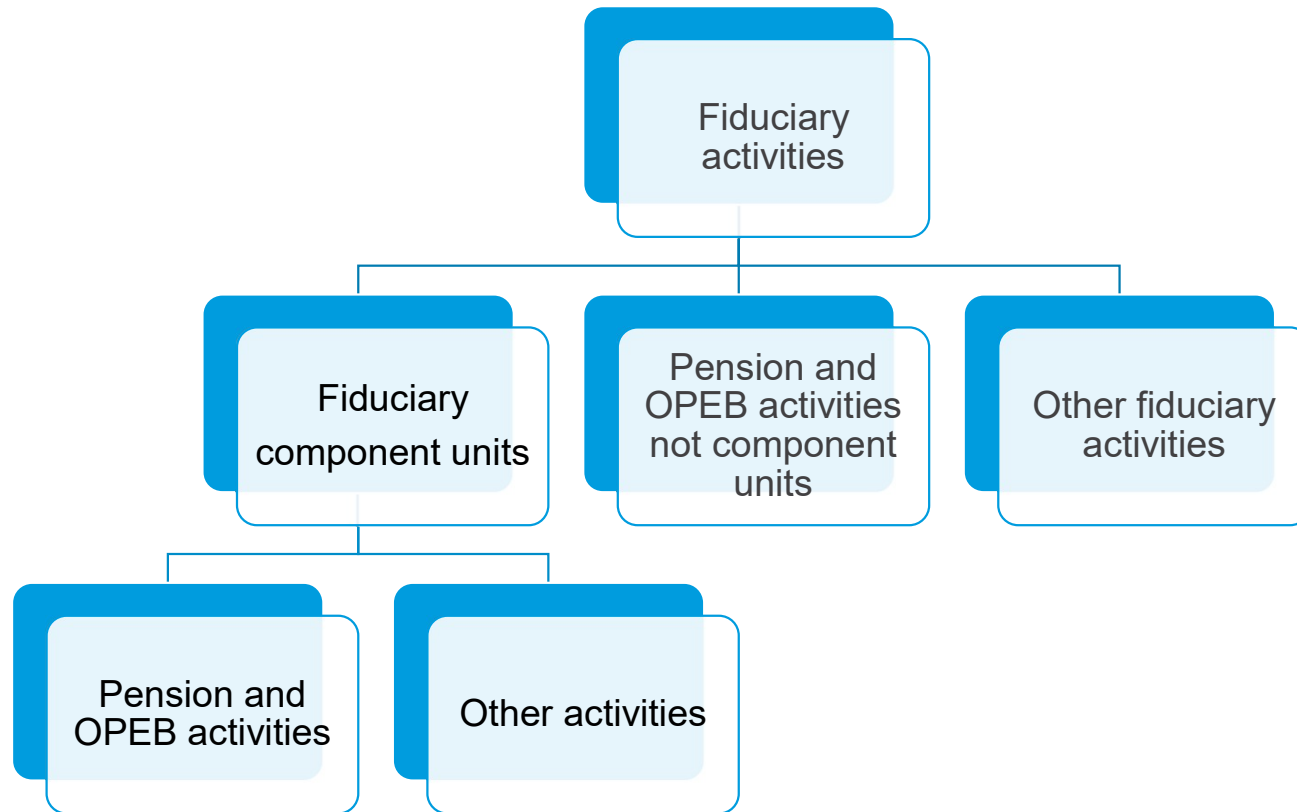 Fiduciary
activities
Fiduciary
component units
Pension and
OPEB activities
not component
units
Other fiduciary
activities
Pension and
OPEB activities
Other activities